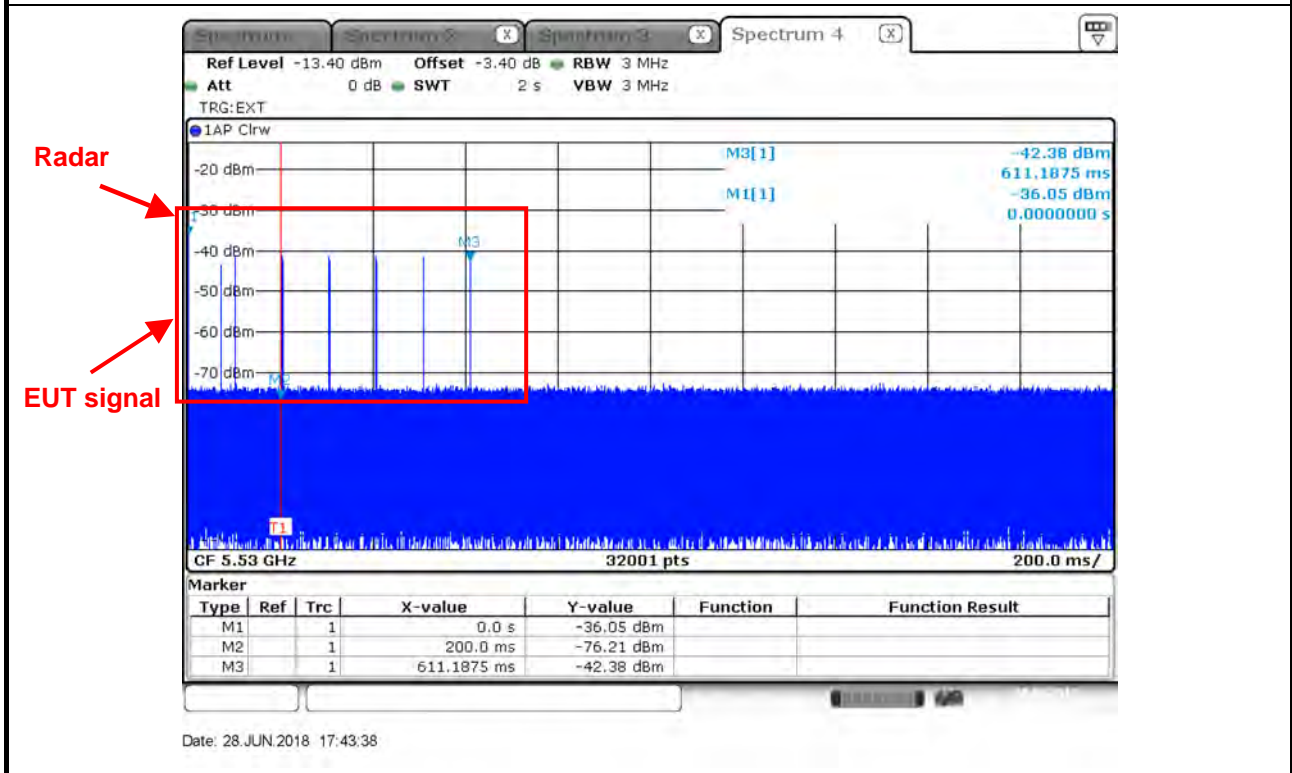 Spectrum 4 X
Ref Level -13.40 dBm Offset -3.40 dB RBW 3 MHz
Att 0 dB SWT 2 s VBW 3 MHz
TRG:EXT
1AP Clrw
Radar
M3[1] -42.38 dBm
611.1875 ms
M1[1] -36.05 dBm
0.0000000 s
-20 dBm
-30 dBm
M3
-40 dBm
-50 dBm
-60 dBm
-70 dBm
M2
EUT signal
T1
CF 5.53 GHz 32001 pts 200.0 ms/
Marker
Type Ref Trc X-value Y-value Function Function Result
M1 1 0.0 s -36.05 dBm
M2 1 200.0 ms -76.21 dBm
M3 1 611.1875 ms -42.38 dBm
Date: 28.JUN.2018 17:43:38